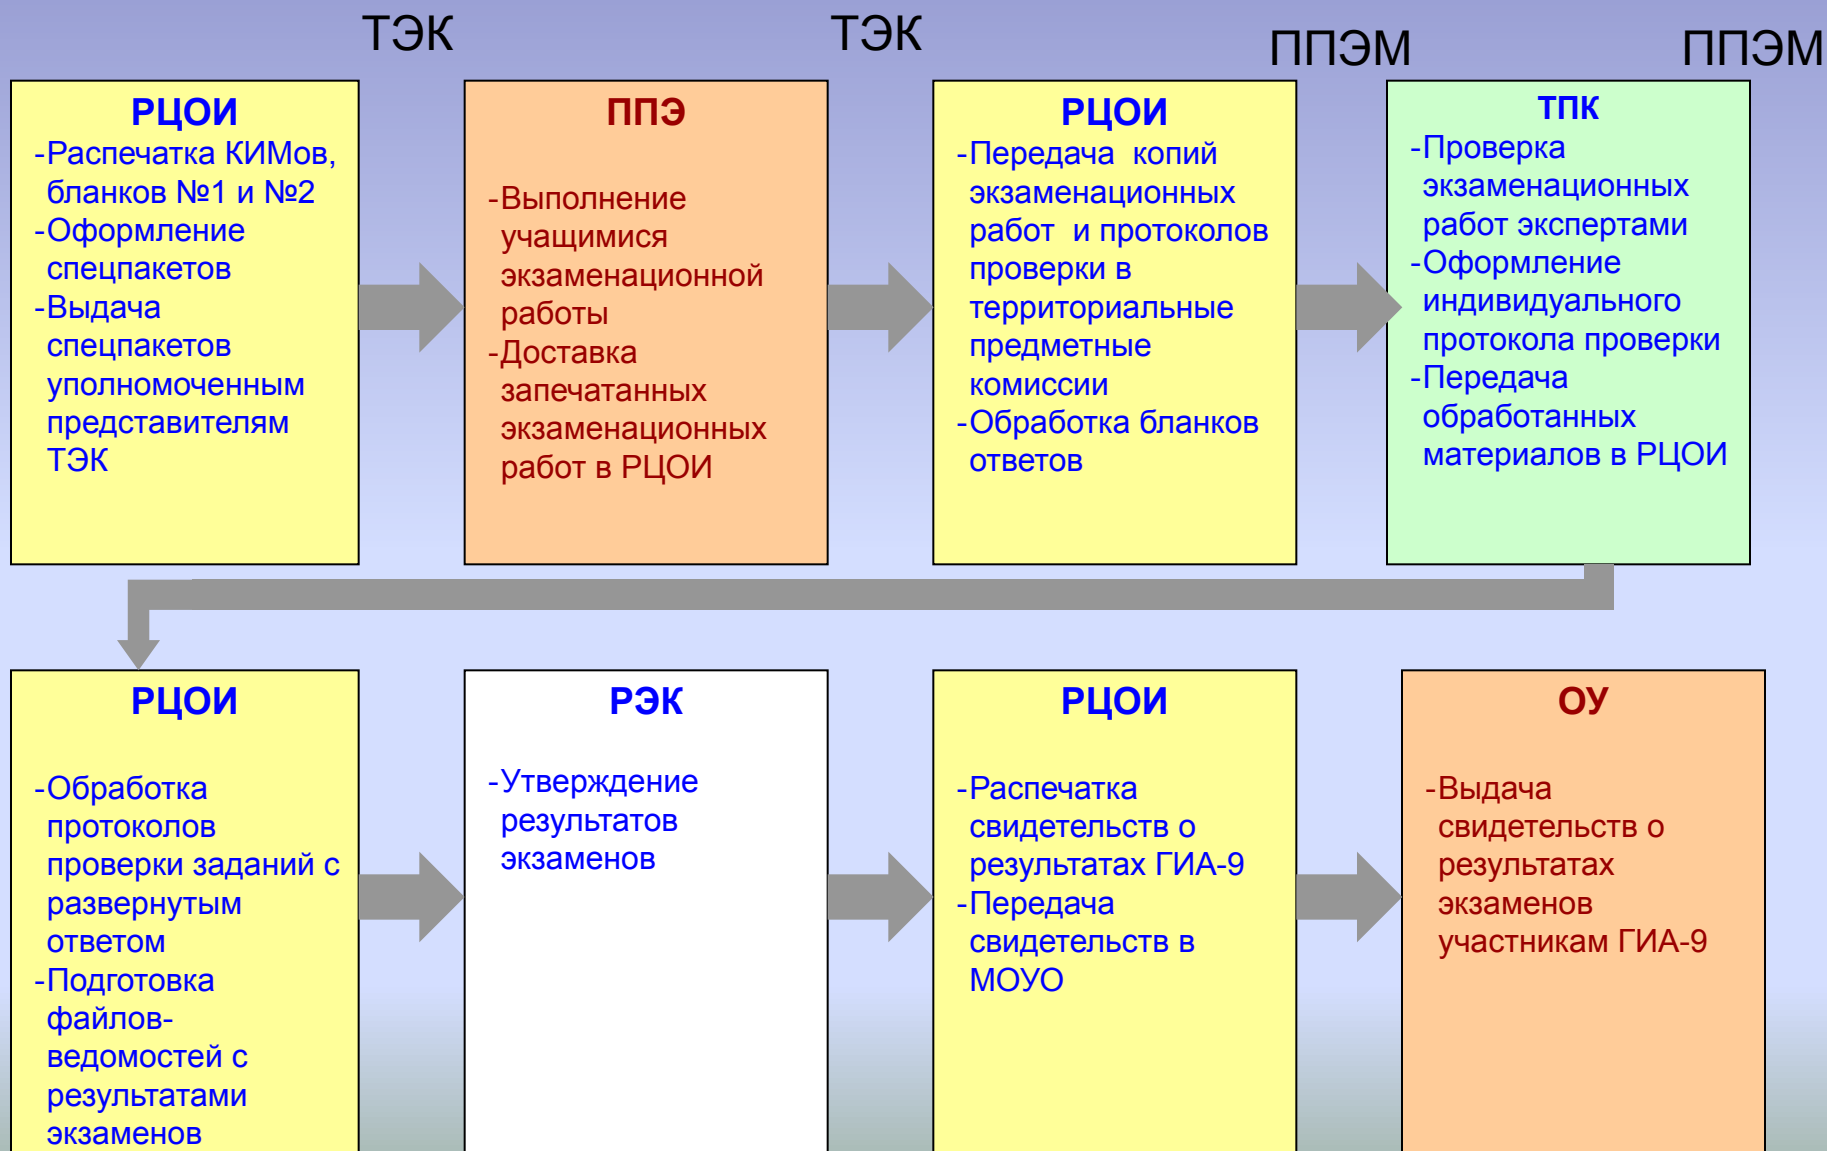 ТЭК
ТЭК
ППЭМ
ППЭМ
РЦОИ
-Распечатка КИМов,
бланков №1 и №2
-Оформление
спецпакетов
-Выдача
спецпакетов
уполномоченным
представителям
ТЭК
ППЭ
-Выполнение
учащимися
экзаменационной
работы
-Доставка
запечатанных
экзаменационных
работ в РЦОИ
РЦОИ
-Передача копий
экзаменационных
работ и протоколов
проверки в
территориальные
предметные
комиссии
-Обработка бланков
ответов
ТПК
-Проверка
экзаменационных
работ экспертами
-Оформление
индивидуального
протокола проверки
-Передача
обработанных
материалов в РЦОИ
РЦОИ
-Обработка
протоколов
проверки заданий с
развернутым
ответом
-Подготовка
файлов-
ведомостей с
результатами
экзаменов
РЭК
-Утверждение
результатов
экзаменов
РЦОИ
-Распечатка
свидетельств о
результатах ГИА-9
-Передача
свидетельств в
МОУО
ОУ
-Выдача
свидетельств о
результатах
экзаменов
участникам ГИА-9